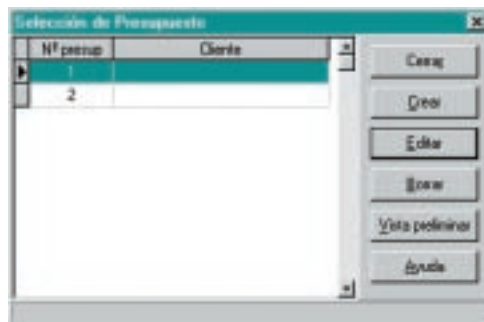 Selección de Presupuesto
Nº presup Cliente
1
2
Cerrar
Crear
Editar
Borrar
Vista preliminar
Ayuda